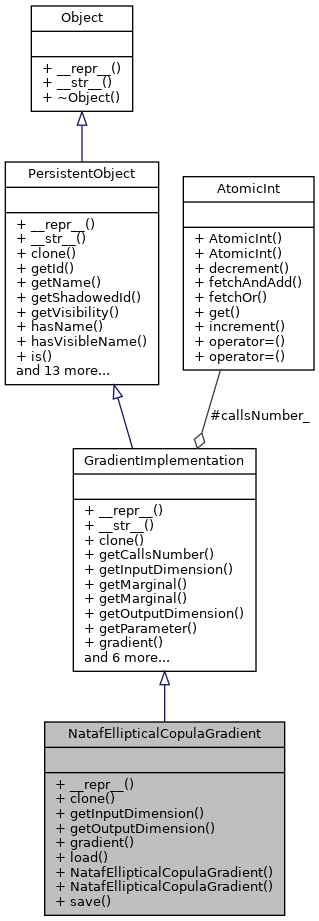 Object
+ __repr__()
+ __str__()
+ ~Object()
PersistentObject
+ __repr__()
+ __str__()
+ clone()
+ getId()
+ getName()
+ getShadowedId()
+ getVisibility()
+ hasName()
+ hasVisibleName()
+ is()
and 13 more...
AtomicInt
+ AtomicInt()
+ AtomicInt()
+ decrement()
+ fetchAndAdd()
+ fetchOr()
+ get()
+ increment()
+ operator=()
+ operator=()
#callsNumber_
GradientImplementation
+ __repr__()
+ __str__()
+ clone()
+ getCallsNumber()
+ getInputDimension()
+ getMarginal()
+ getMarginal()
+ getOutputDimension()
+ getParameter()
+ gradient()
and 6 more...
NatafEllipticalCopulaGradient
+ __repr__()
+ clone()
+ getInputDimension()
+ getOutputDimension()
+ gradient()
+ load()
+ NatafEllipticalCopulaGradient()
+ NatafEllipticalCopulaGradient()
+ save()